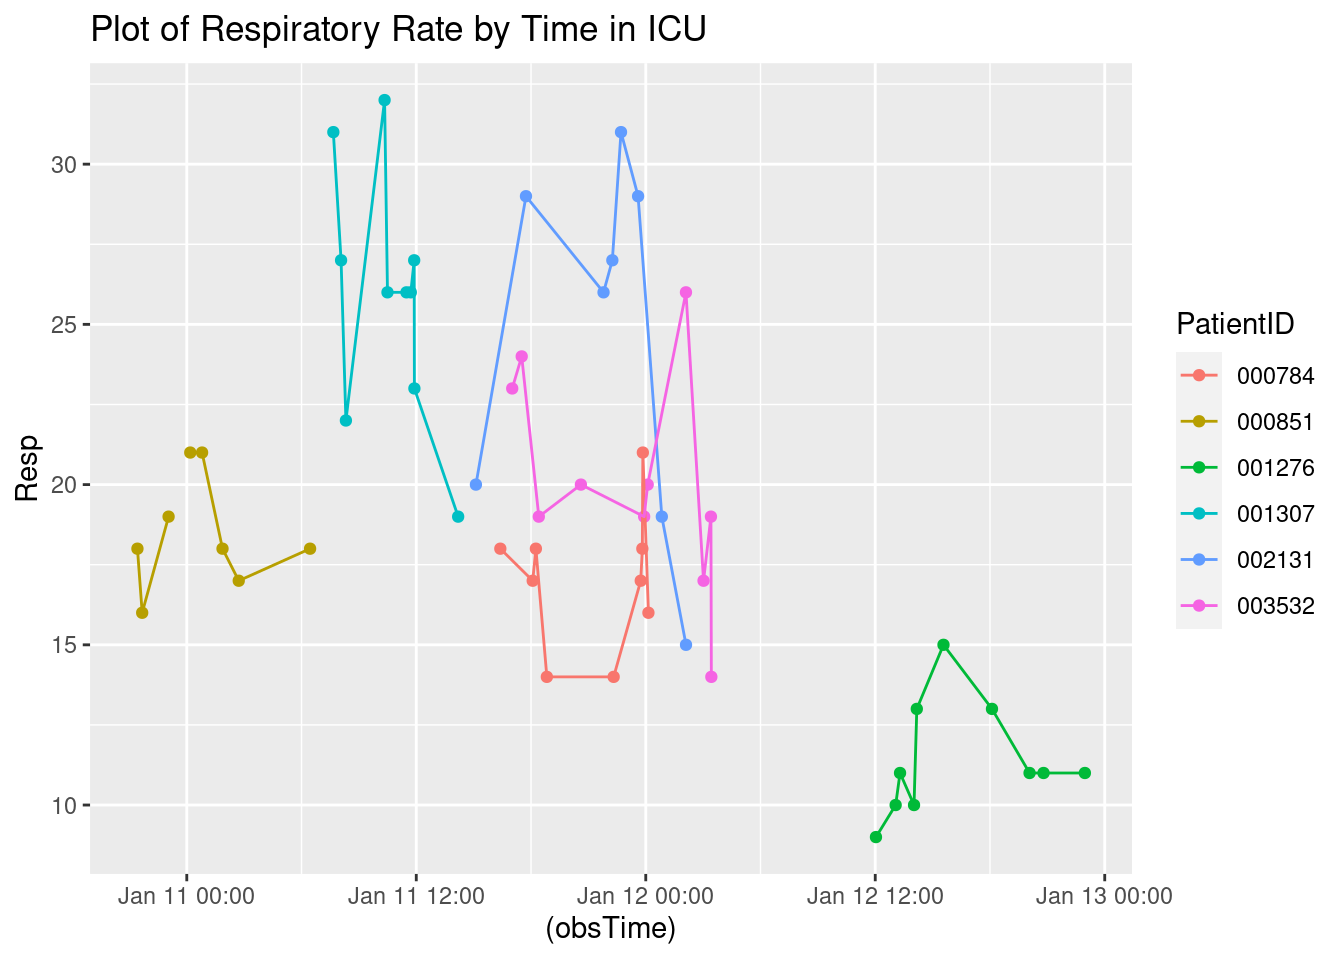 Plot of Respiratory Rate by Time in ICU
Resp
30
25
20
15
10
Jan 11 00:00
Jan 11 12:00
Jan 12 00:00
Jan 12 12:00
Jan 13 00:00
(obsTime)
PatientID
000784
000851
001276
001307
002131
003532